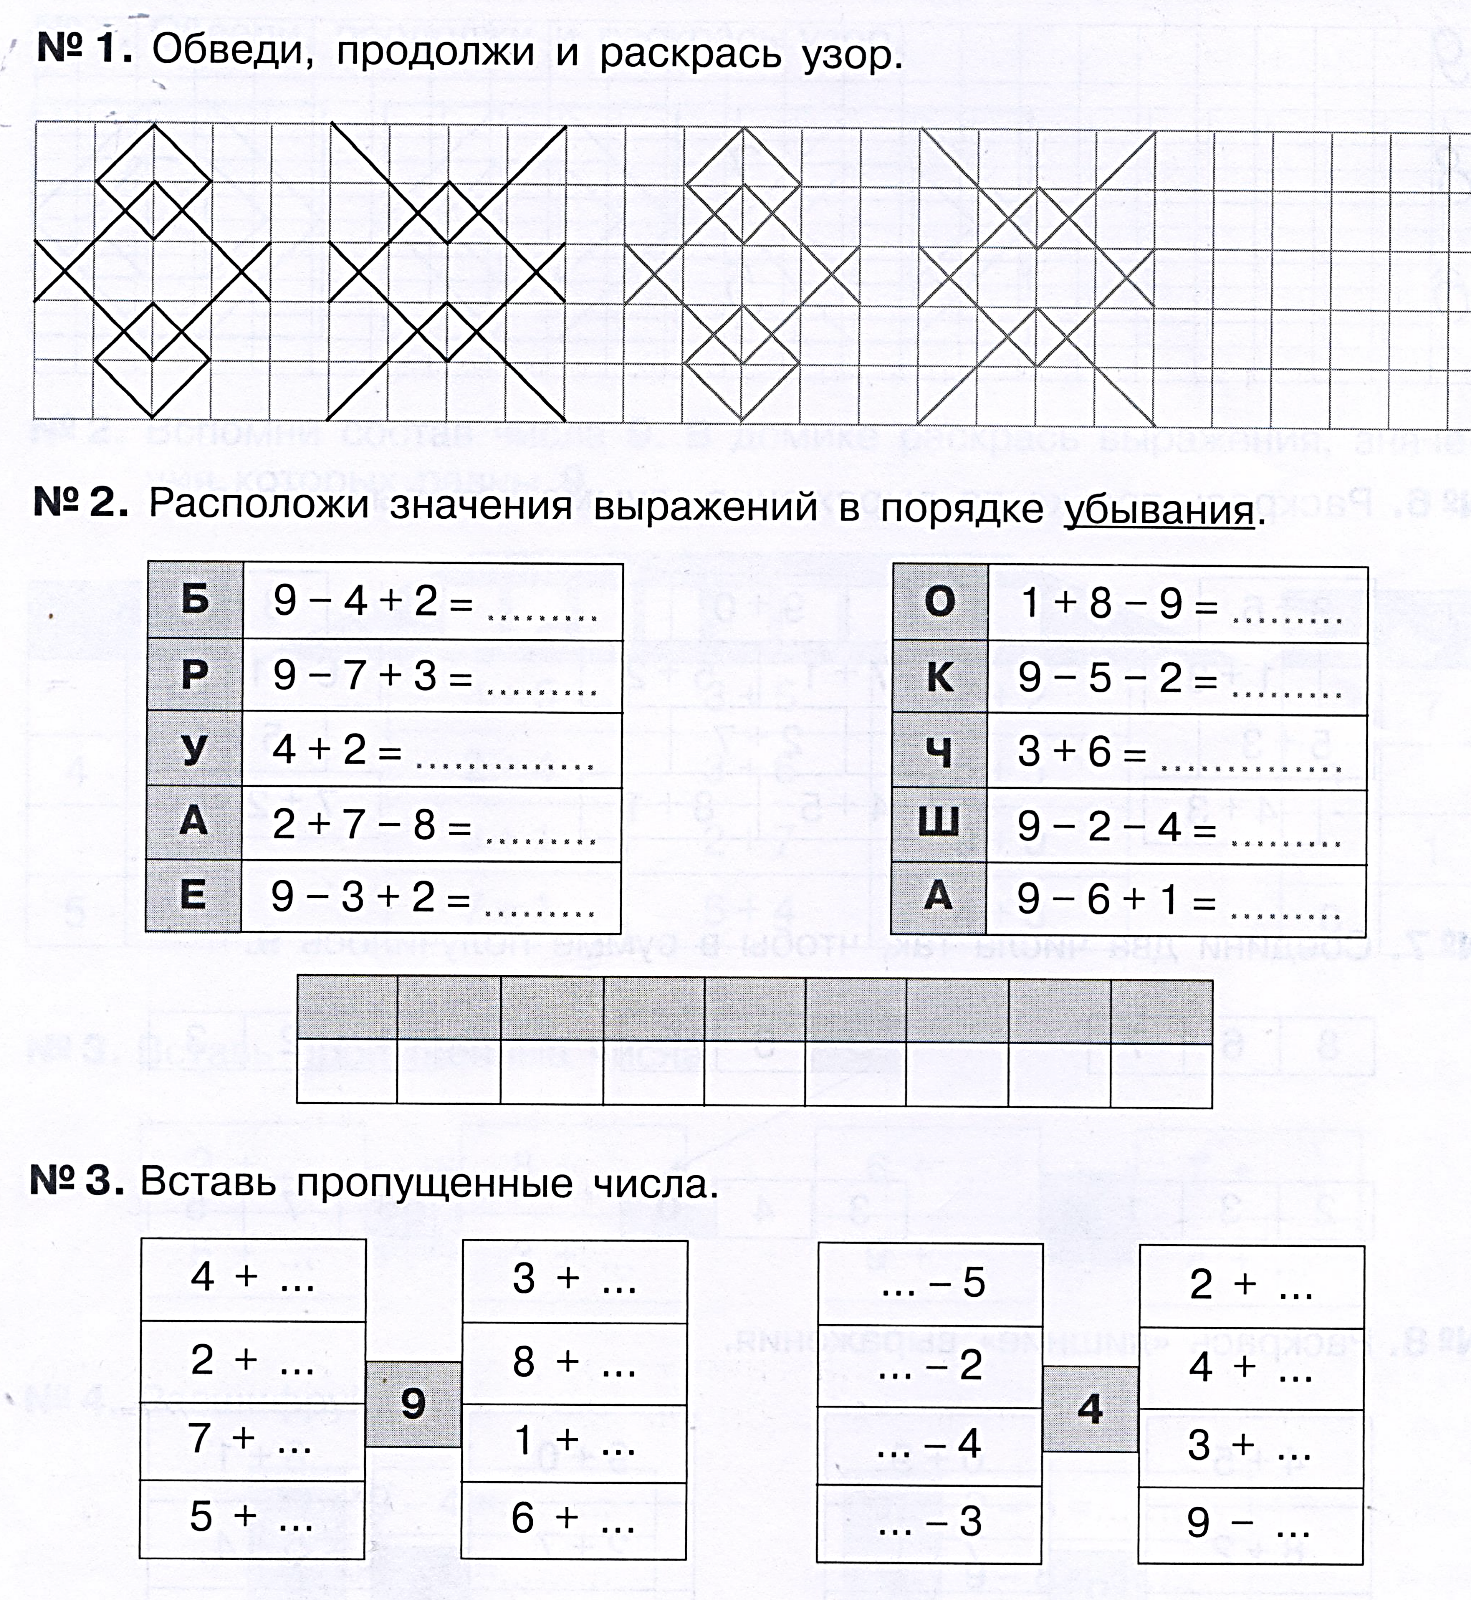 № 1. Обведи, продолжи и раскрась узор.
№ 2. Расположи значения выражений в порядке убывания.
Б 9 – 4 + 2 = .........
Р 9 – 7 + 3 = .........
У 4 + 2 = ...............
А 2 + 7 – 8 = .........
Е 9 – 3 + 2 = .........
О 1 + 8 – 9 = .........
К 9 – 5 – 2 = .........
Ч 3 + 6 = ...............
Ш 9 – 2 – 4 = .........
А 9 – 6 + 1 = .........
№ 3. Вставь пропущенные числа.
4 + ...
2 + ...
7 + ...
5 + ...
9
3 + ...
8 + ...
1 + ...
6 + ...
... – 5
... – 2
... – 4
... – 3
4
2 + ...
4 + ...
3 + ...
9 – ...